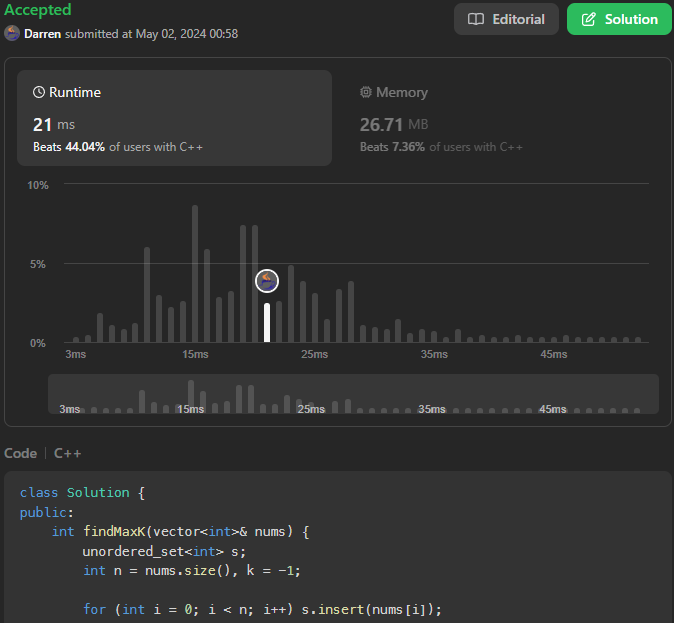 Accepted
Editorial
Solution
Darren submitted at May 02, 2024 00:58
Runtime
21 ms
Beats 44.04% of users with C++
Memory
26.71 MB
Beats 7.36% of users with C++
10%
5%
0%
3ms 15ms 25ms 35ms 45ms
3ms 15ms 25ms 35ms 45ms
Code | C++
class Solution {
public:
    int findMaxK(vector<int>& nums) {
        unordered_set<int> s;
        int n = nums.size(), k = -1;

        for (int i = 0; i < n; i++) s.insert(nums[i]);